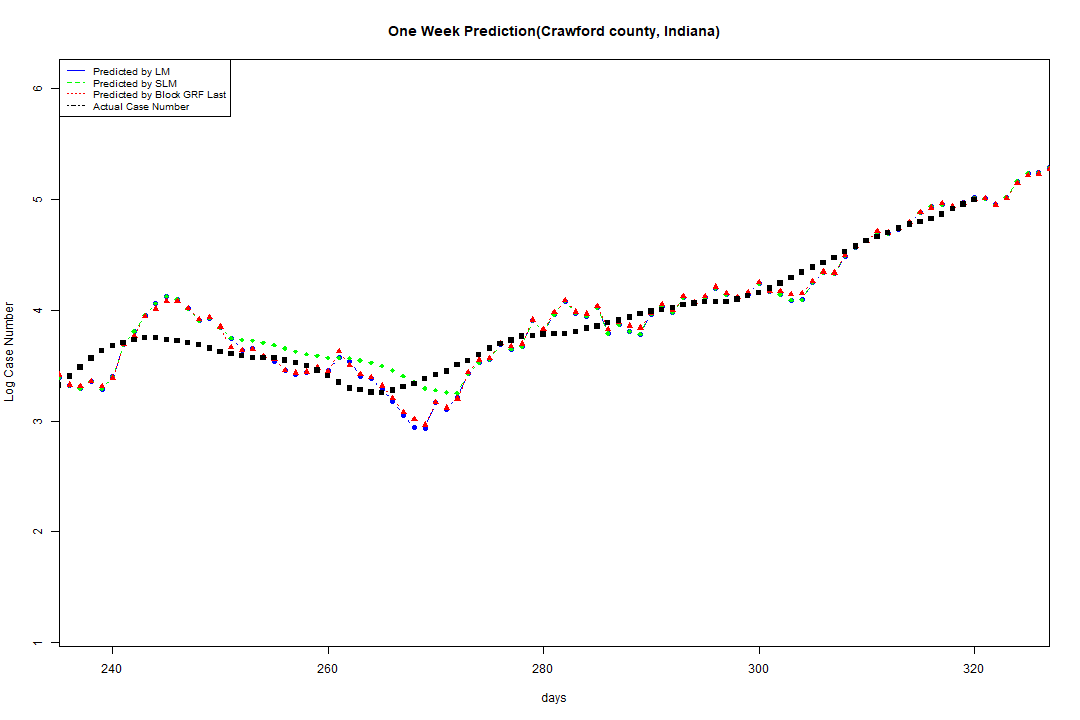 One Week Prediction(Crawford county, Indiana)
Predicted by LM
Predicted by SLM
Predicted by Block GRF Last
Actual Case Number
6
5
4
3
2
1
Log Case Number
240 260 280 300 320
days